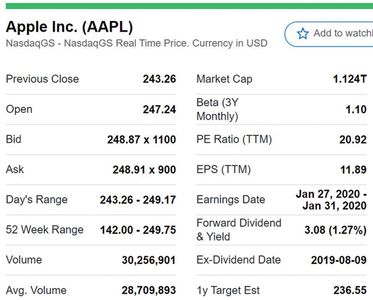 Apple Inc. (AAPL)
NasdaqGS - NasdaqGS Real Time Price. Currency in USD
Add to watchl
Previous Close 243.26
Open 247.24
Bid 248.87 x 1100
Ask 248.91 x 900
Day's Range 243.26 - 249.17
52 Week Range 142.00 - 249.75
Volume 30,256,901
Avg. Volume 28,709,893
Market Cap 1.124T
Beta (3Y
Monthly) 1.10
PE Ratio (TTM) 20.92
EPS (TTM) 11.89
Earnings Date Jan 27, 2020 -
Jan 31, 2020
Forward Dividend
& Yield 3.08 (1.27%)
Ex-Dividend Date 2019-08-09
1y Target Est 236.55